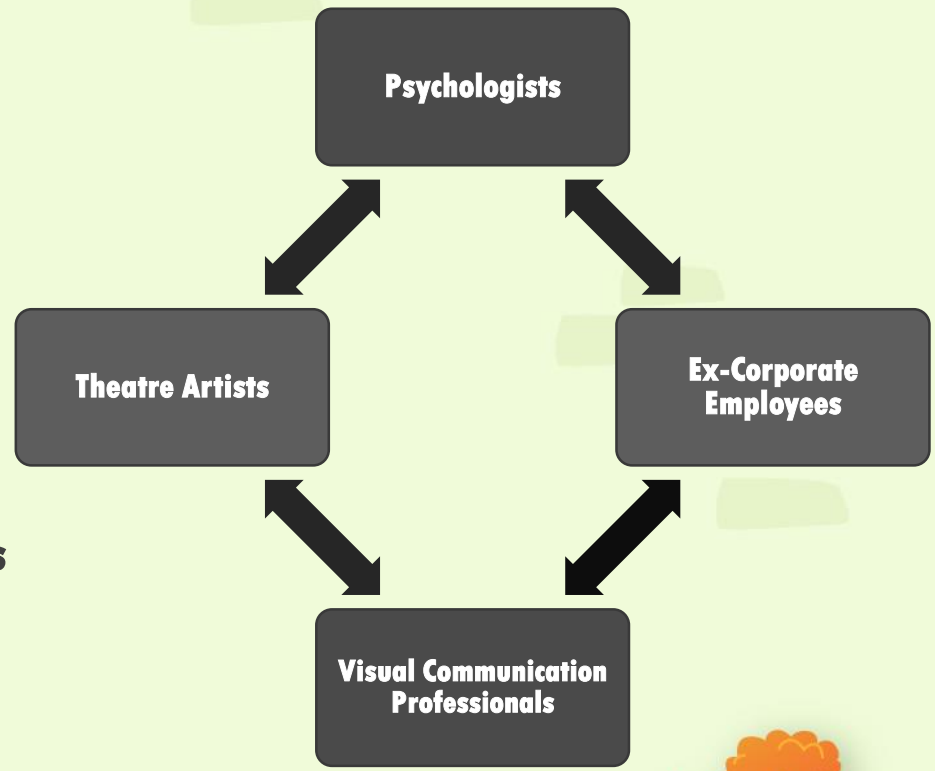 Psychologists
Theatre Artists
Ex-Corporate
Employees
s
Visual Communication
Professionals